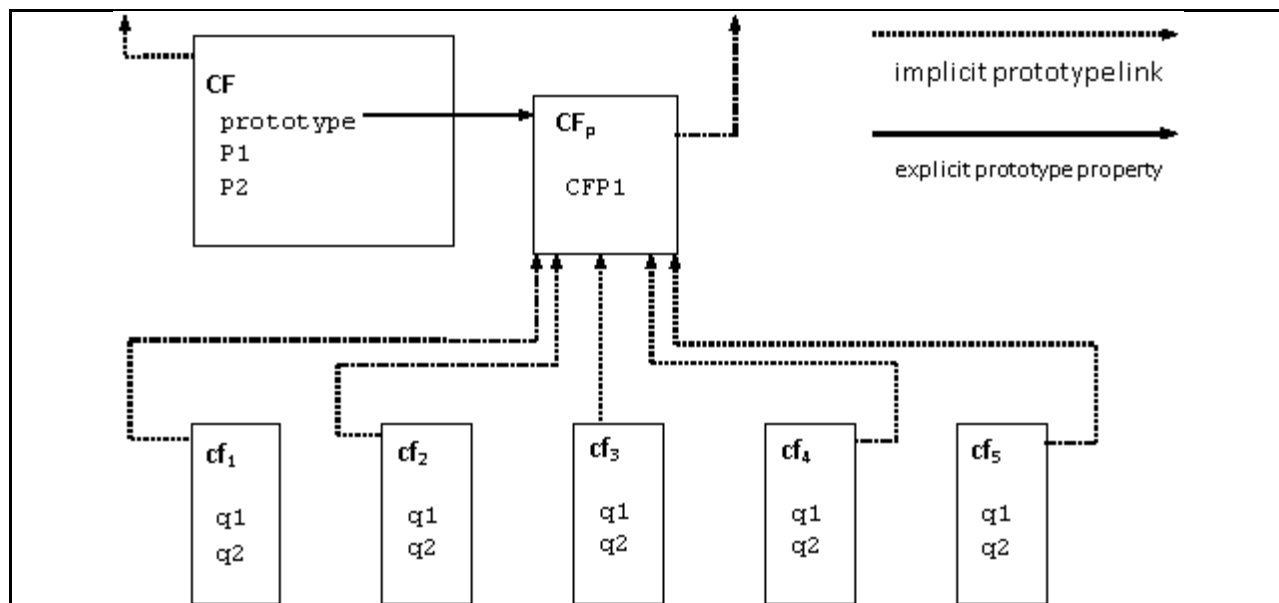 CF
prototype
P1
P2
CFp
CFP1
implicit prototype link
explicit prototype property
cf1
q1
q2
cf2
q1
q2
cf3
q1
q2
cf4
q1
q2
cf5
q1
q2